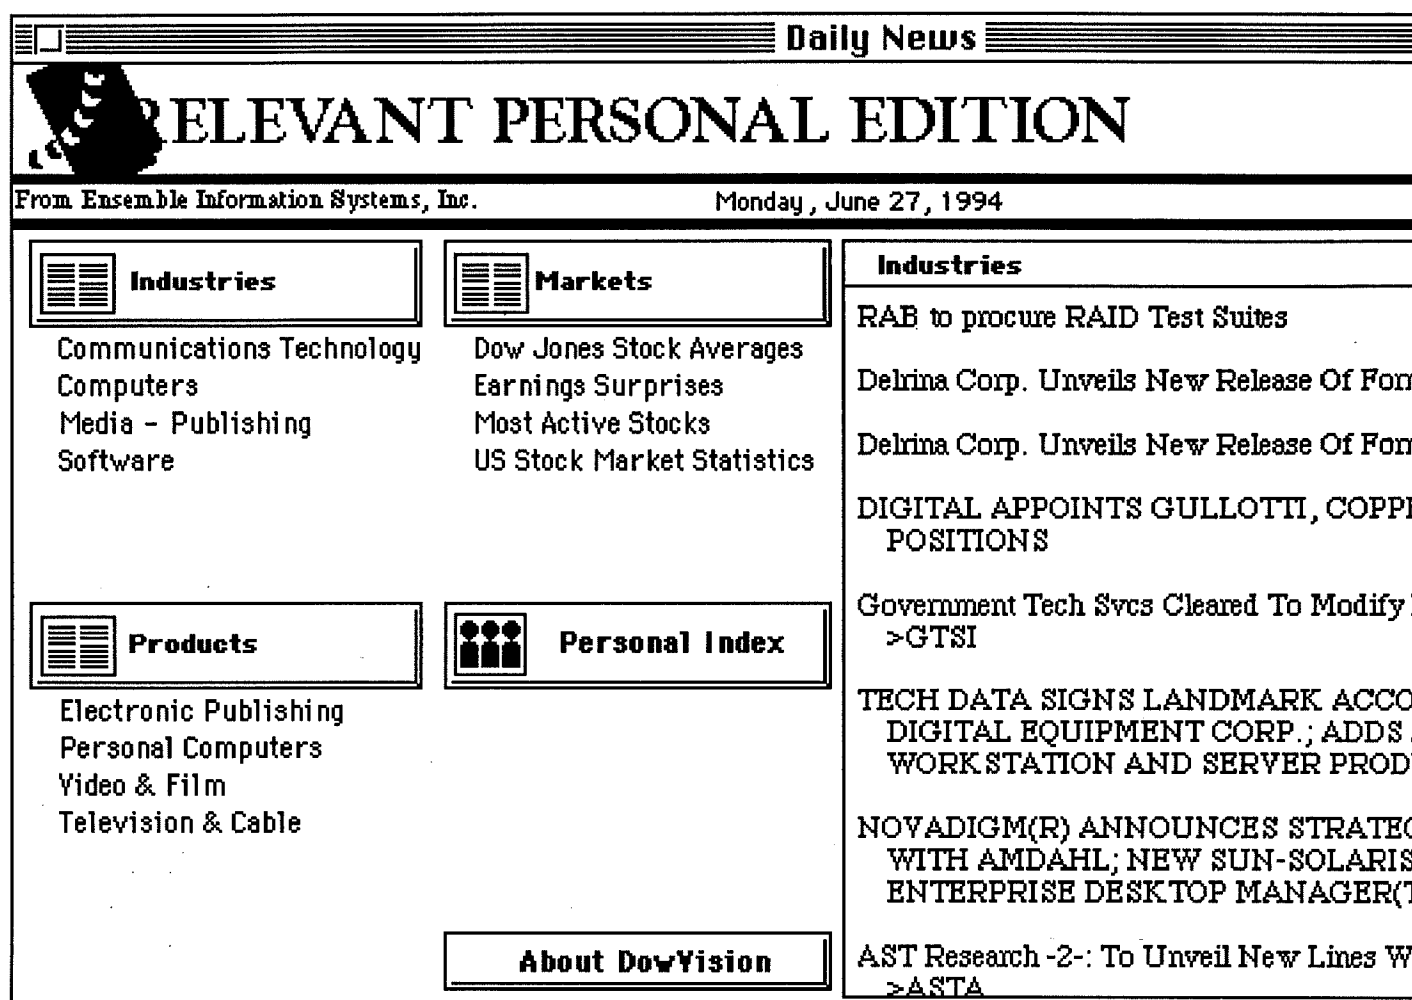 Daily News
RELEVANT PERSONAL EDITION
From Ensemble Information Systems, Inc.
Monday, June 27, 1994
Industries
Communications Technology
Computers
Media - Publishing
Software
Markets
Dow Jones Stock Averages
Earnings Surprises
Most Active Stocks
US Stock Market Statistics
Products
Electronic Publishing
Personal Computers
Video & Film
Television & Cable
Personal Index
About DowVision
Industries
RAB to procure RAID Test Suites
Delrina Corp. Unveils New Release Of
Delrina Corp. Unveils New Release Of
DIGITAL APPOINTS GULLOTTI,
POSITIONS
Government Tech Svcs Cleared To Modify
>GTSI
TECH DATA SIGNS LANDMARK
DIGITAL EQUIPMENT CORP.; ADDS
WORKSTATION AND SERVER
NOVADIGM(R) ANNOUNCES
WITH AMDAHL; NEW SUN-SOLARIS
ENTERPRISE DESKTOP
AST Research -2-: To Unveil New Lines
>ASTA